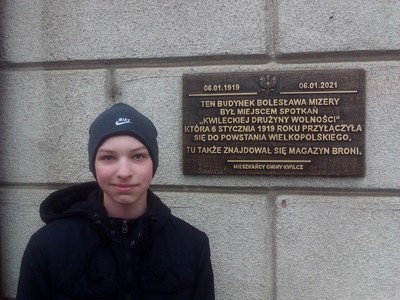 NIKE
06.01.1919 06.01.2021
TEN BUDYNEK BOLESŁAWA MIZERY
BYŁ MIEJSCEM SPOTKAŃ
„KWILECKIEJ DRUŻYNY WOLNOŚCI"
KTÓRA 6 STYCZNIA 1919 ROKU PRZYŁĄCZYŁA
SIĘ DO POWSTANIA WIELKOPOLSKIEGO,
TU TAKŻE ZNAJDOWAŁ SIĘ MAGAZYN BRONI.
MIESZKAŃCY GMINY KWILCZ